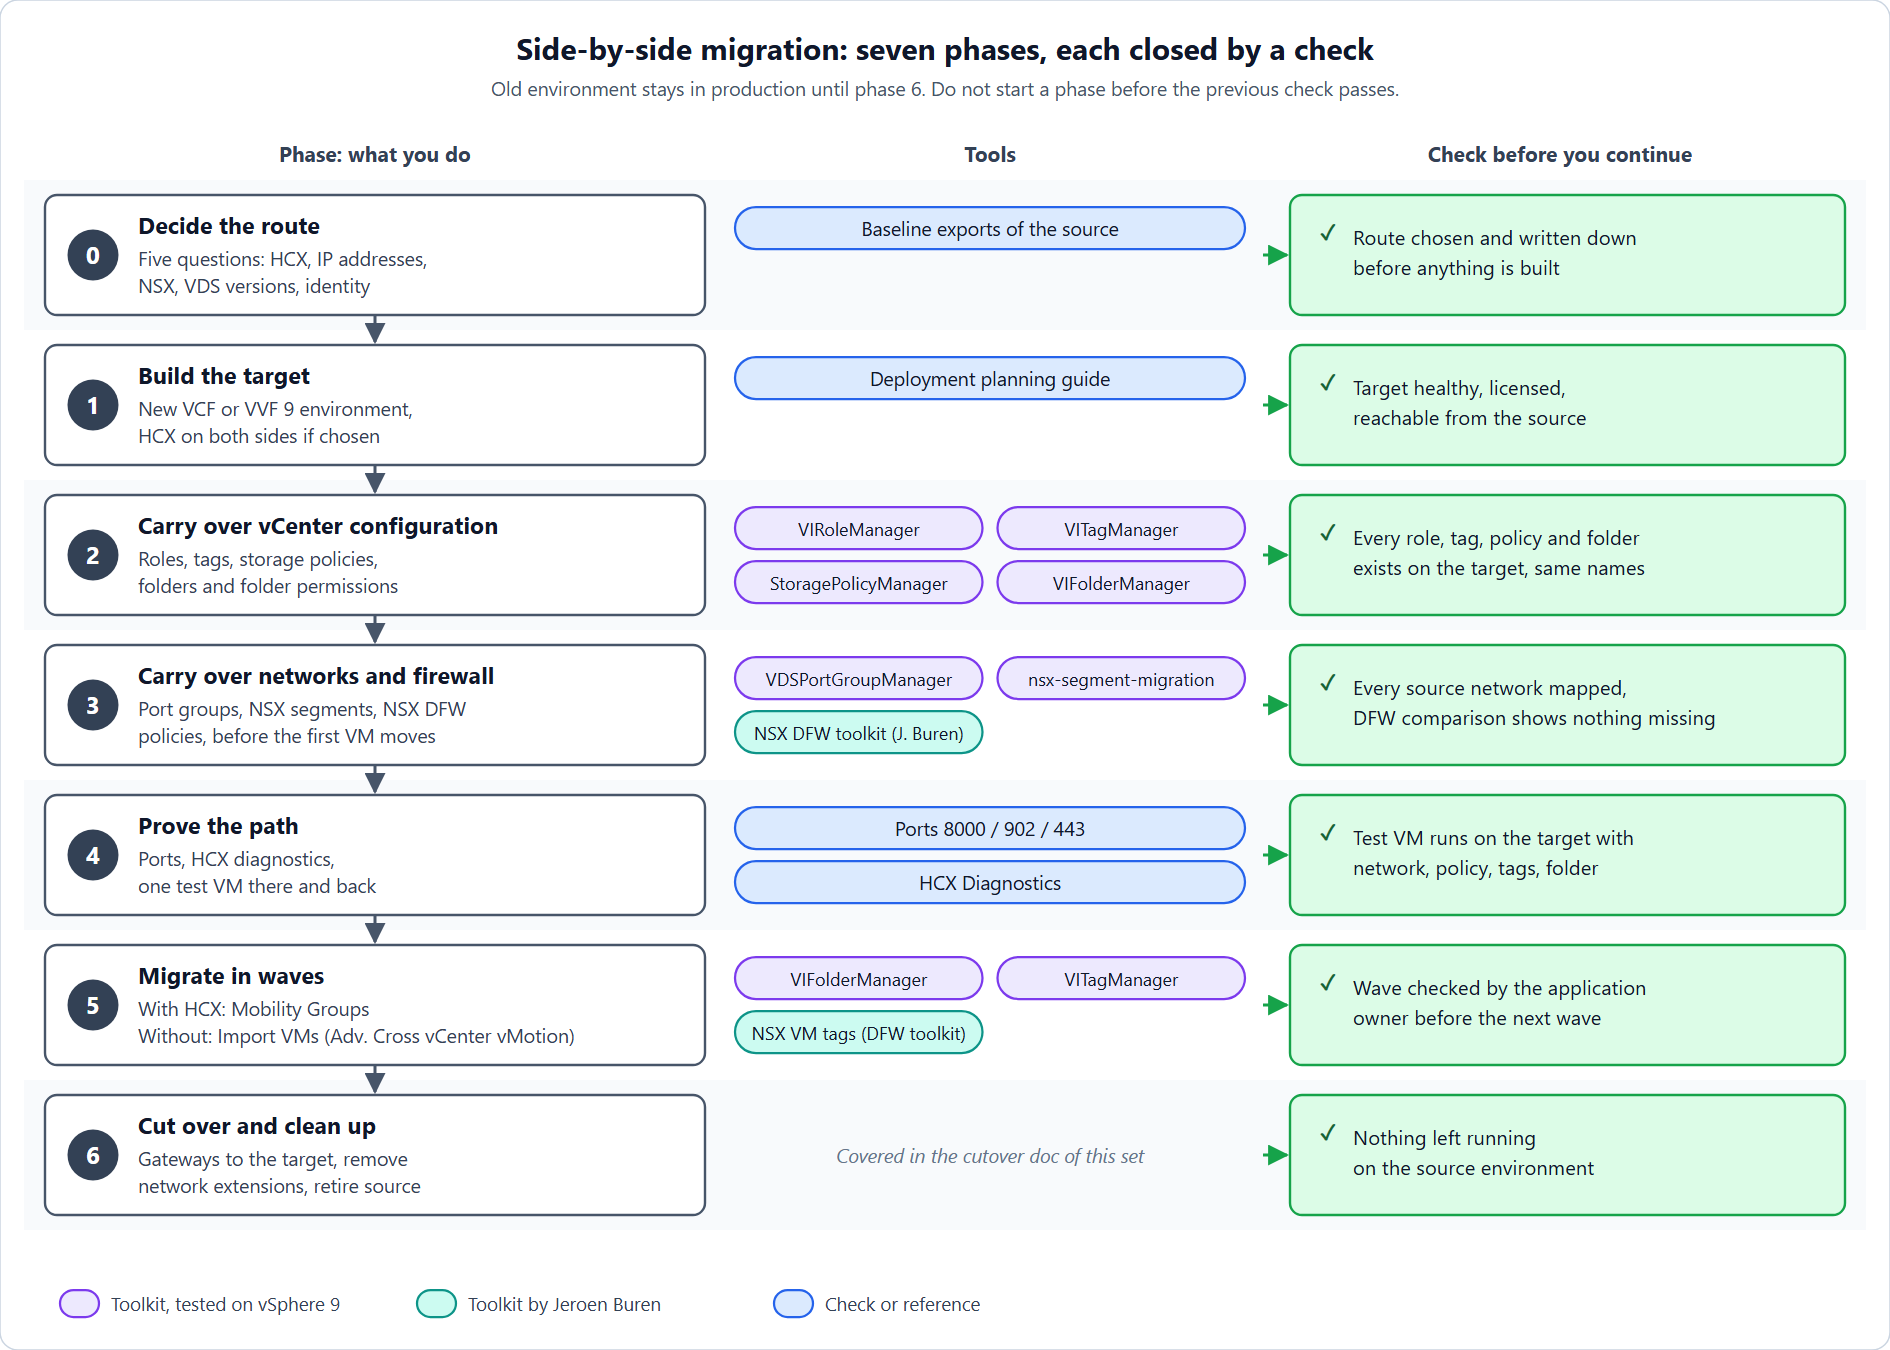 Side-by-side migration: seven phases, each closed by a check
Old environment stays in production until phase 6. Do not start a phase before the previous check passes.
Phase: what you do
Tools
Check before you continue
0
Decide the route
Five questions: HCX, IP addresses,
NSX, VDS versions, identity
Baseline exports of the source
✓ Route chosen and written down
before anything is built
1
Build the target
New VCF or VVF 9 environment,
HCX on both sides if chosen
Deployment planning guide
✓ Target healthy, licensed,
reachable from the source
2
Carry over vCenter configuration
Roles, tags, storage policies,
folders and folder permissions
VIRoleManager
VITagManager
StoragePolicyManager
VIFolderManager
✓ Every role, tag, policy and folder
exists on the target, same names
3
Carry over networks and firewall
Port groups, NSX segments, NSX DFW
policies, before the first VM moves
VDSPortGroupManager
nsx-segment-migration
NSX DFW toolkit (J. Buren)
✓ Every source network mapped,
DFW comparison shows nothing missing
4
Prove the path
Ports, HCX diagnostics,
one test VM there and back
Ports 8000 / 902 / 443
HCX Diagnostics
✓ Test VM runs on the target with
network, policy, tags, folder
5
Migrate in waves
With HCX: Mobility Groups
Without: Import VMs (Adv. Cross vCenter vMotion)
VIFolderManager
VITagManager
NSX VM tags (DFW toolkit)
✓ Wave checked by the application
owner before the next wave
6
Cut over and clean up
Gateways to the target, remove
network extensions, retire source
Covered in the cutover doc of this set
✓ Nothing left running
on the source environment
Toolkit, tested on vSphere 9
Toolkit by Jeroen Buren
Check or reference